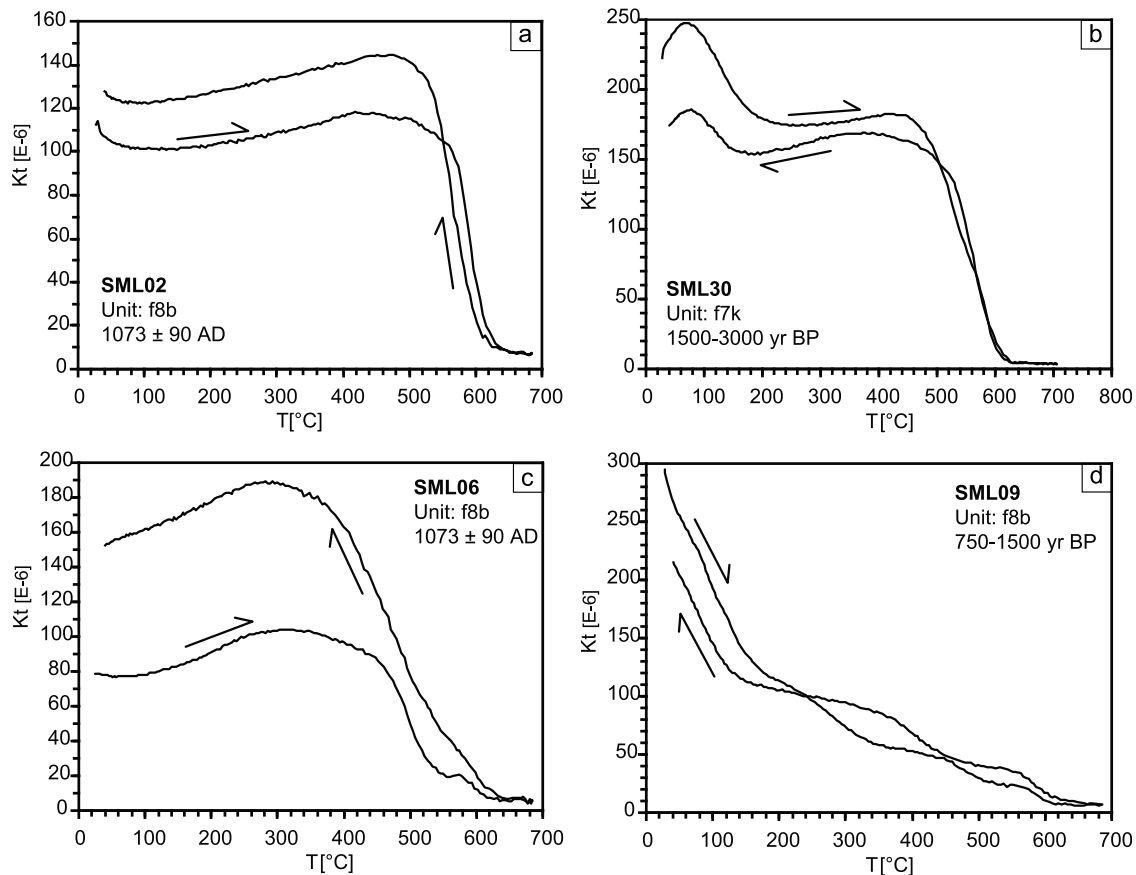 a
Kt [E-6]
160
140
120
100
80
60
40
20
0
SML02
Unit: f8b
1073 ± 90 AD
0 100 200 300 400 500 600 700
T[°C]
b
Kt [E-6]
250
200
150
100
50
0
SML30
Unit: f7k
1500-3000 yr BP
0 100 200 300 400 500 600 700 800
T[°C]
c
Kt [E-6]
200
180
160
140
120
100
80
60
40
20
0
SML06
Unit: f8b
1073 ± 90 AD
0 100 200 300 400 500 600 700
T[°C]
d
Kt [E-6]
300
250
200
150
100
50
0
SML09
Unit: f8b
750-1500 yr BP
0 100 200 300 400 500 600 700
T[°C]